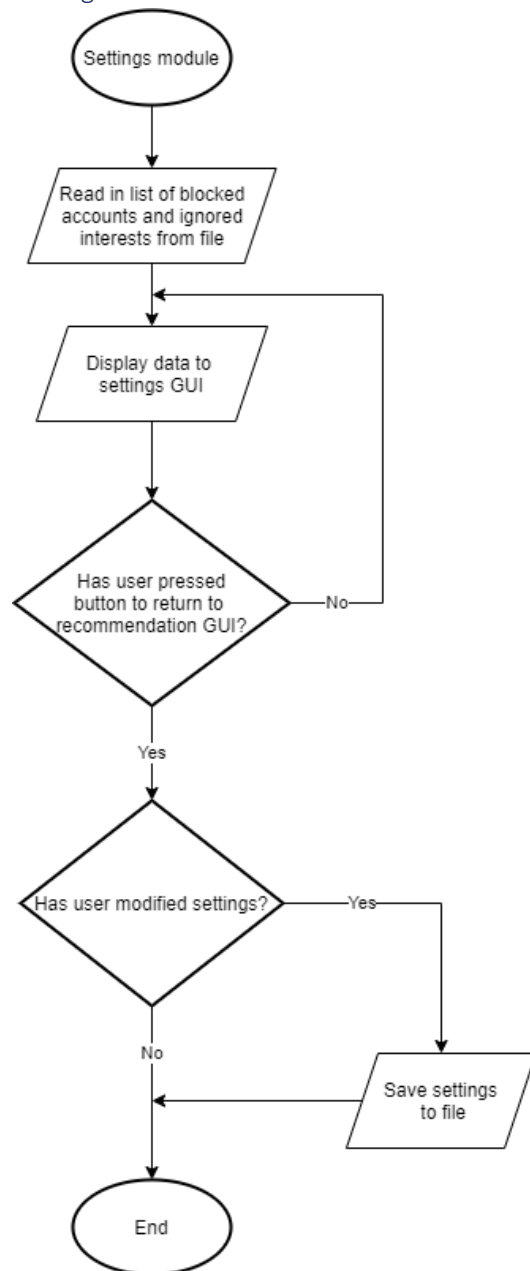 Settings module
Read in list of blocked
accounts and ignored
interests from file
Display data to
settings GUI
Has user pressed
button to return to
recommendation GUI?
No
Yes
Has user modified settings?
Yes
No
Save settings
to file
End